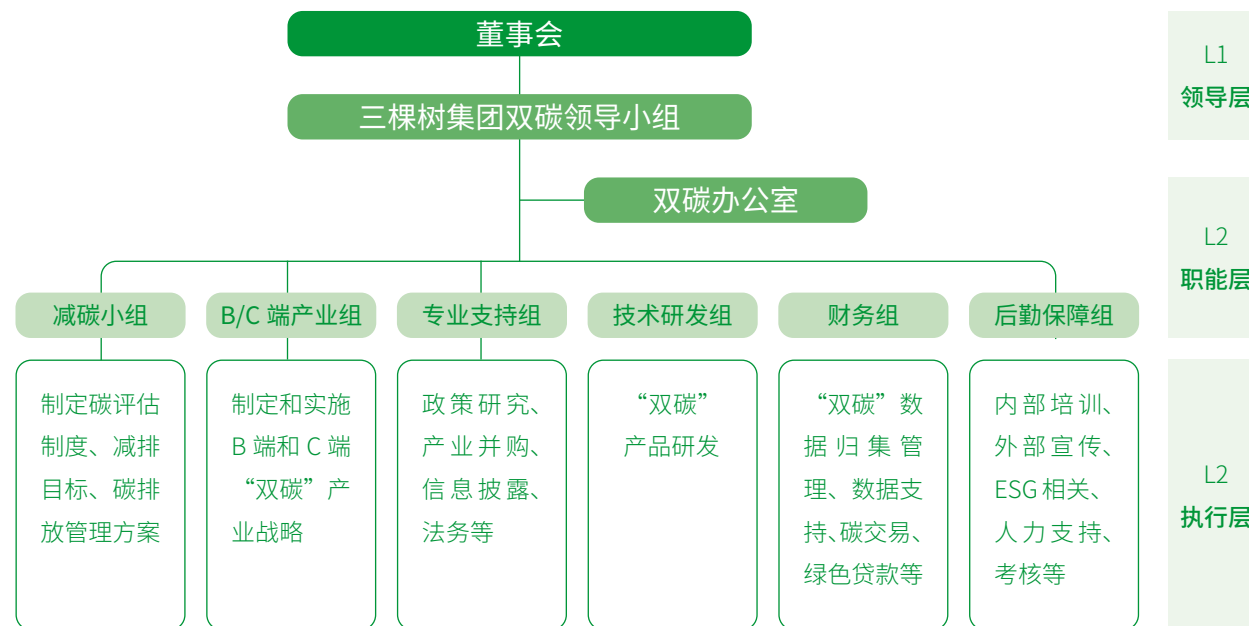 董事会
L1
领导层
三棵树集团双碳领导小组
双碳办公室
L2
职能层
减碳小组
B/C 端产业组
专业支持组
技术研发组
财务组
后勤保障组
制定碳评估
制度、减排
目标、碳排
放管理方案
制定和实施
B 端和 C 端
“双碳”产
业战略
政策研究、
产业并购、
信息披露、
法务等
“双碳”
产品研发
“双碳”数
据归集管
理、数据支
持、碳交易、
绿色贷款等
内部培训、
外部宣传、
ESG 相关、
人力支持、
考核等
L2
执行层